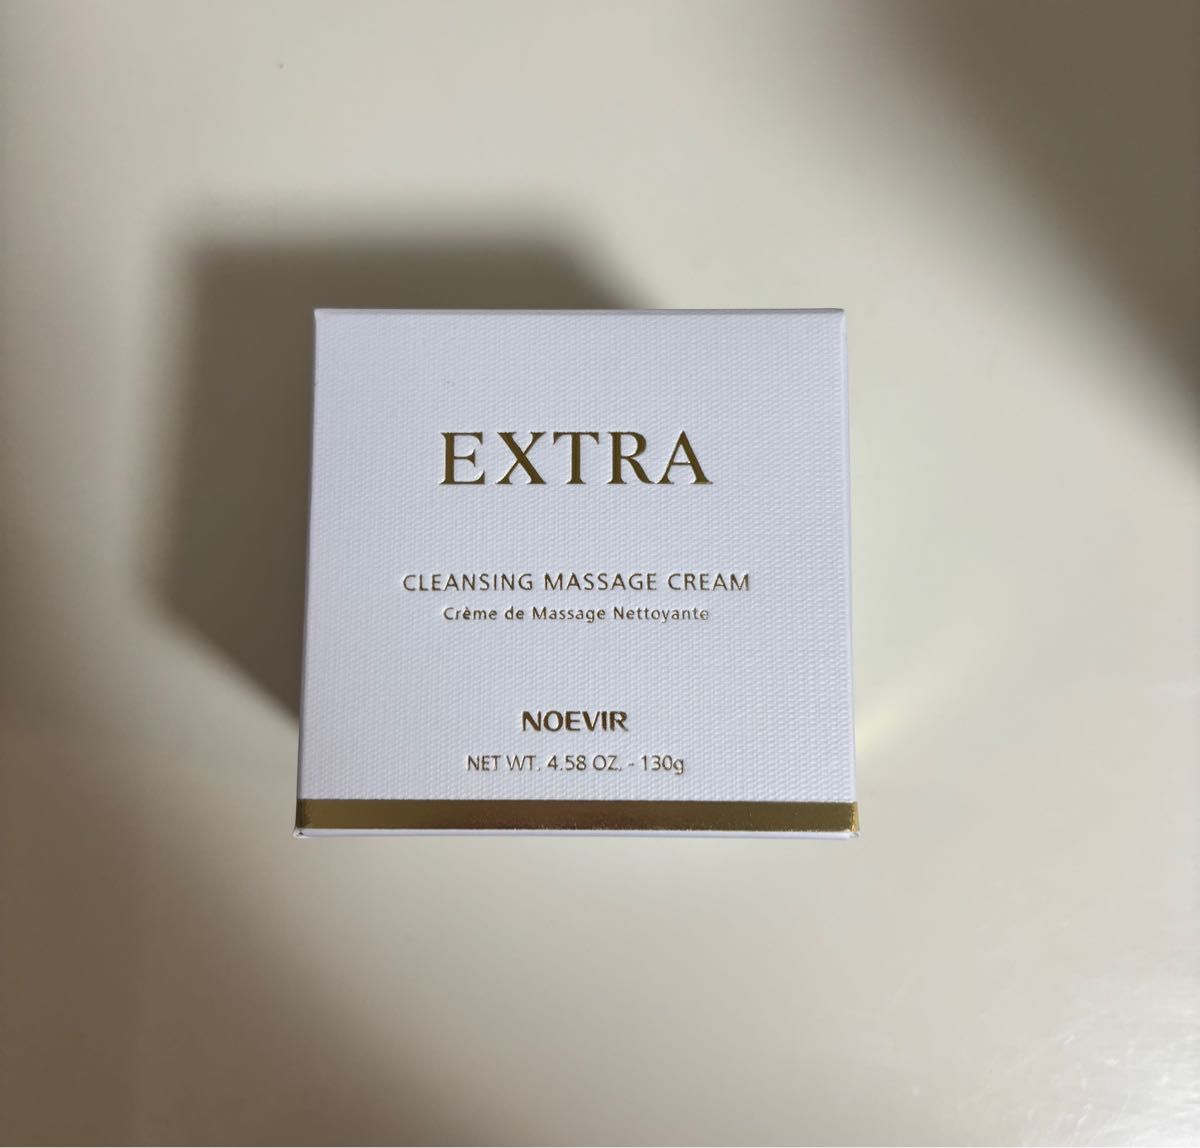 EXTRA
CLEANSING MASSAGE CREAM
Crème de Massage Nettoyante
NOEVIR
NET WT. 4.58 OZ. - 130g